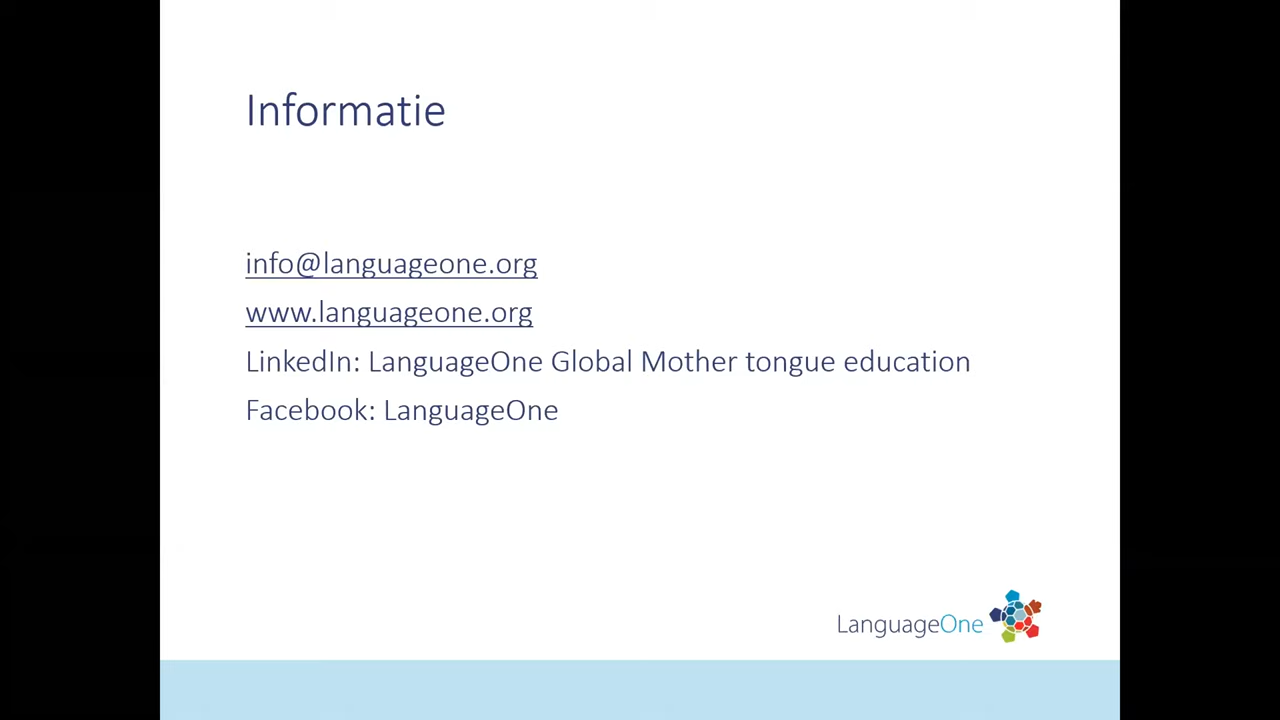 Informatie
info@languageone.org
www.languageone.org
LinkedIn: LanguageOne Global Mother tongue education
Facebook: LanguageOne
LanguageOne